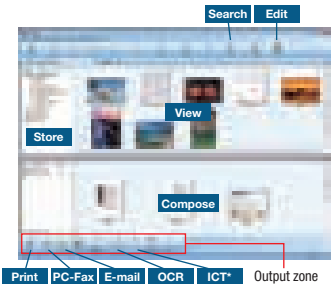 Search Edit
View
Store
Compose
Print PC-Fax E-mail OCR ICT* Output zone